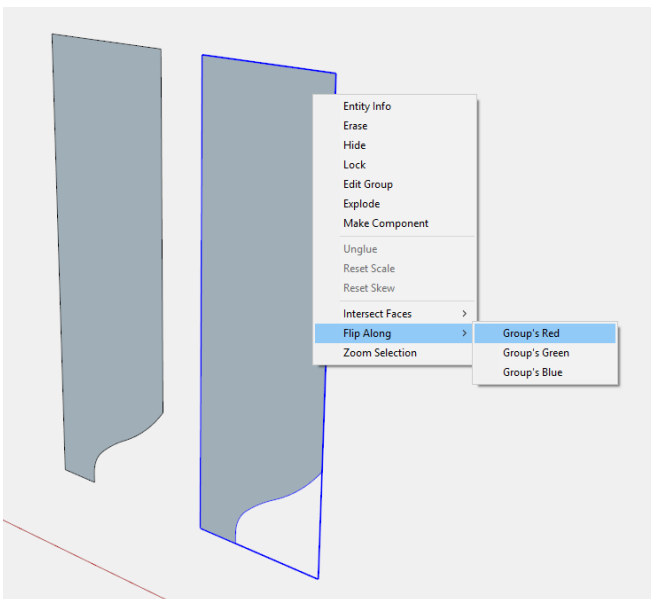 Entity Info
Erase
Hide
Lock
Edit Group
Explode
Make Component
Unglue
Reset Scale
Reset Skew
Intersect Faces >
Flip Along >
Zoom Selection
Group's Red
Group's Green
Group's Blue